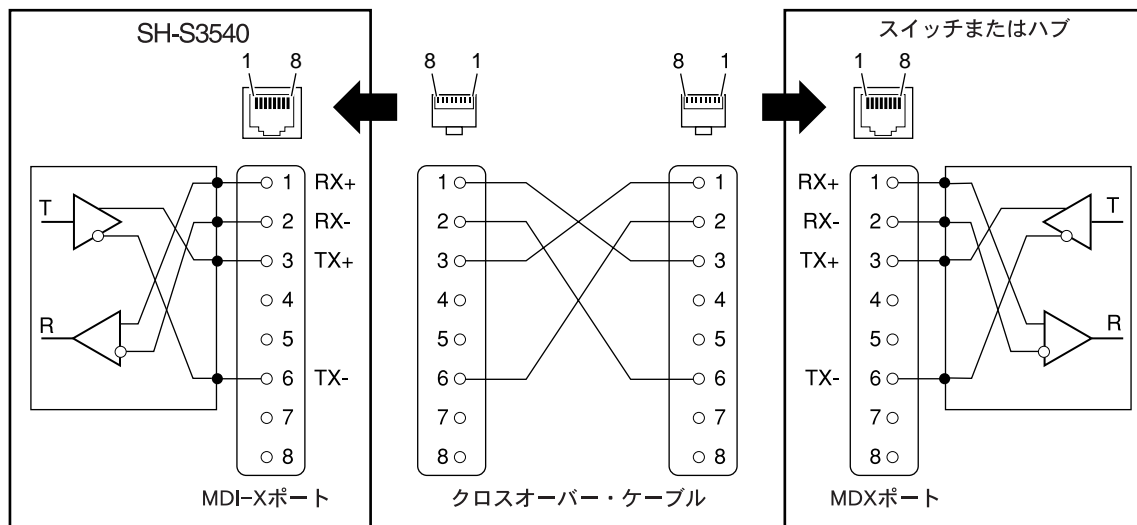 SH-S3540
スイッチまたはハブ
1 8
8 1
8 1
1 8
T
R
1 RX+
2 RX-
3 TX+
4
5
6 TX-
7
8
1
2
3
4
5
6
7
8
1
2
3
4
5
6
7
8
RX+ 1
RX- 2
TX+ 3
4
5
TX- 6
7
8
T
R
MDI-Xポート
クロスオーバー・ケーブル
MDXポート